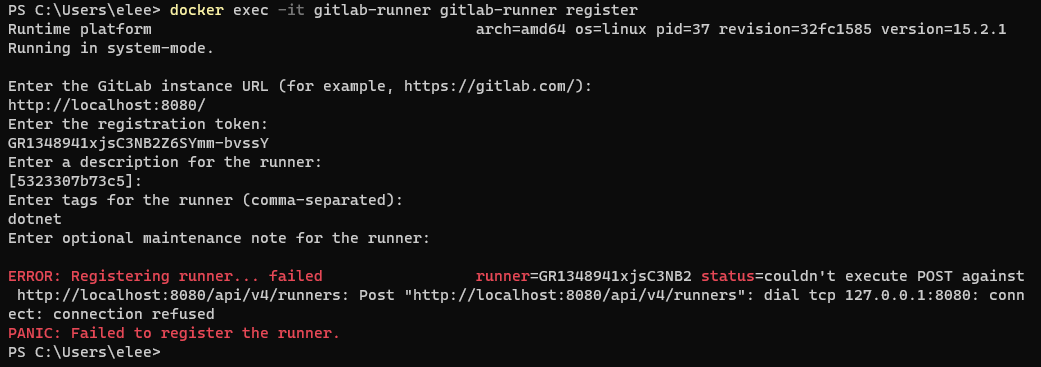 PS C:\Users\elee> docker exec -it gitlab-runner gitlab-runner register
Runtime platform                                    arch=amd64 os=linux pid=37 revision=32fc1585 version=15.2.1
Running in system-mode.

Enter the GitLab instance URL (for example, https://gitlab.com/):
http://localhost:8080/
Enter the registration token:
GR1348941xjsC3NB2Z6SYmm-bvssY
Enter a description for the runner:
[5323307b73c5]:
Enter tags for the runner (comma-separated):
dotnet
Enter optional maintenance note for the runner:

ERROR: Registering runner... failed                 runner=GR1348941xjsC3NB2 status=couldn't execute POST against
 http://localhost:8080/api/v4/runners: Post "http://localhost:8080/api/v4/runners": dial tcp 127.0.0.1:8080: conn
ect: connection refused
PANIC: Failed to register the runner.
PS C:\Users\elee>